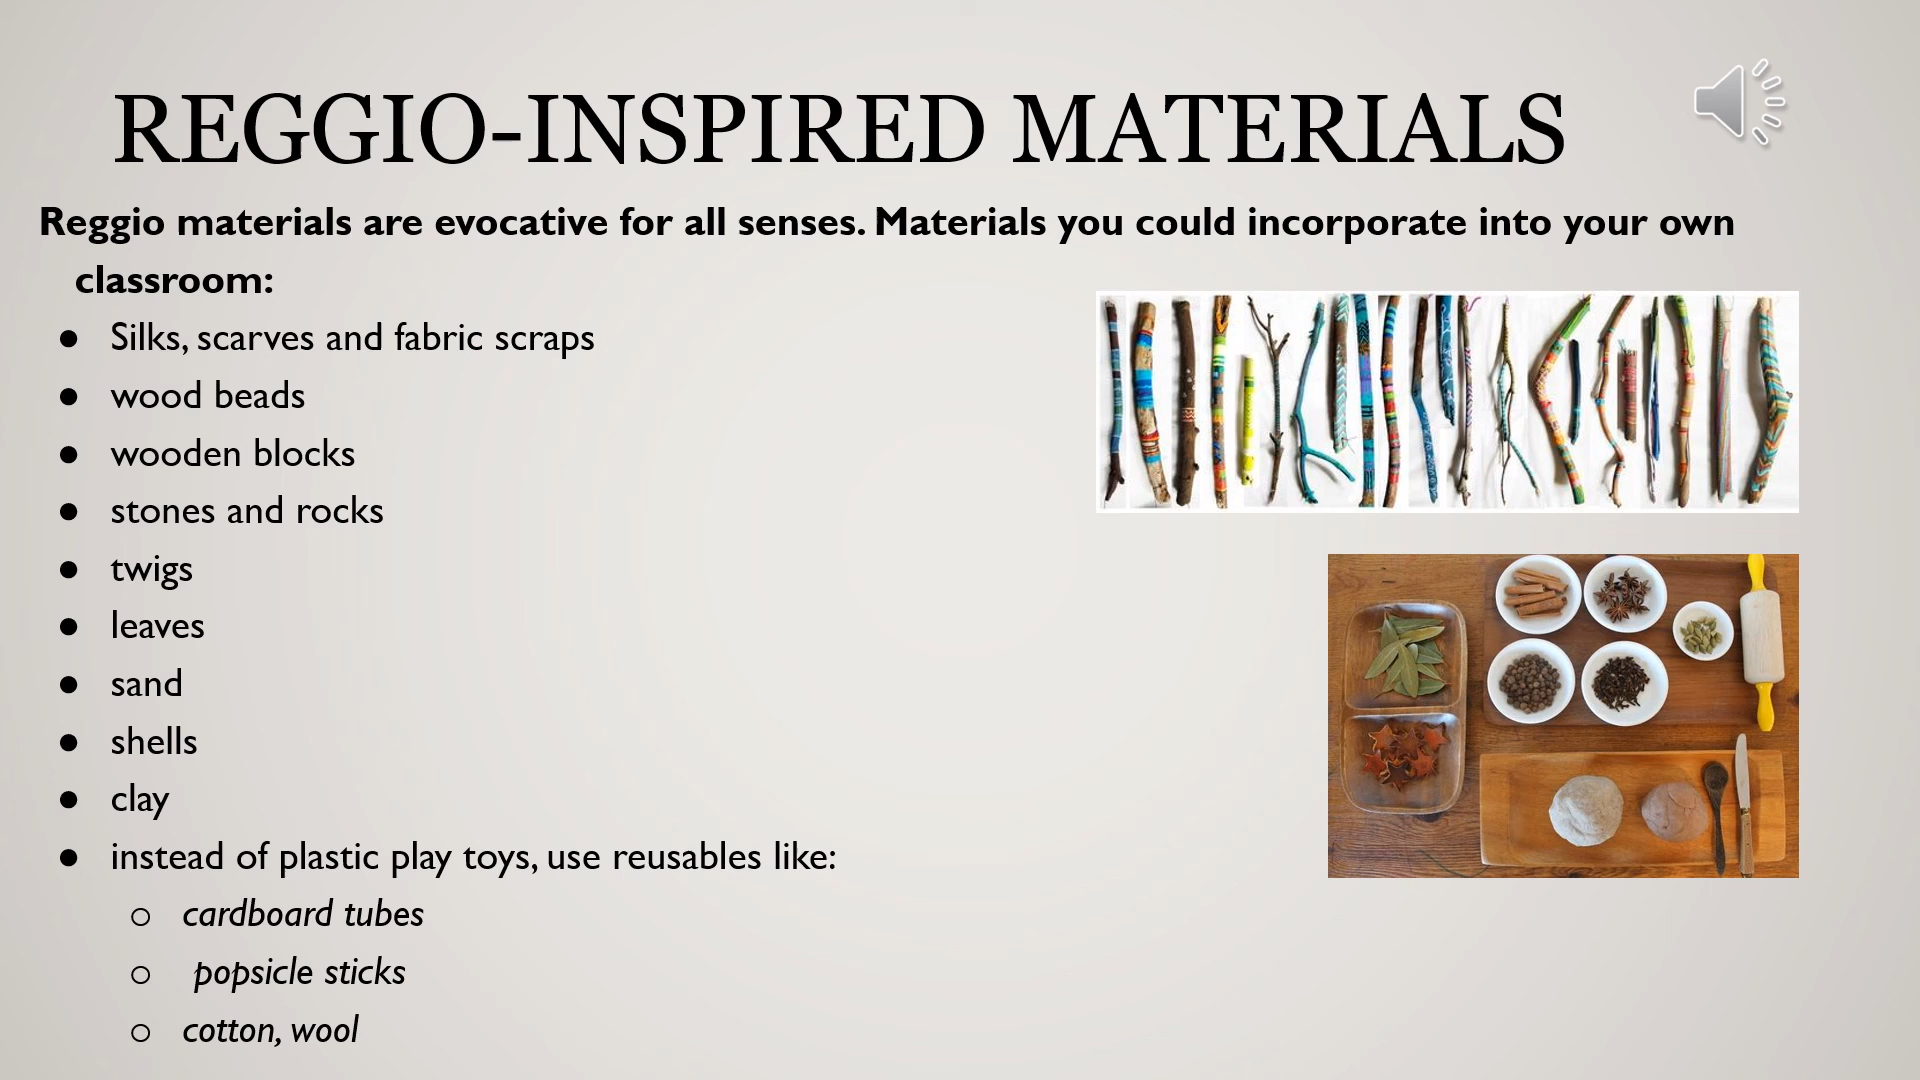 REGGIO-INSPIRED MATERIALS
Reggio materials are evocative for all senses. Materials you could incorporate into your own
classroom:
● Silks, scarves and fabric scraps
● wood beads
● wooden blocks
● stones and rocks
● twigs
● leaves
● sand
● shells
● clay
● instead of plastic play toys, use reusables like:
○ cardboard tubes
○ popsicle sticks
○ cotton, wool